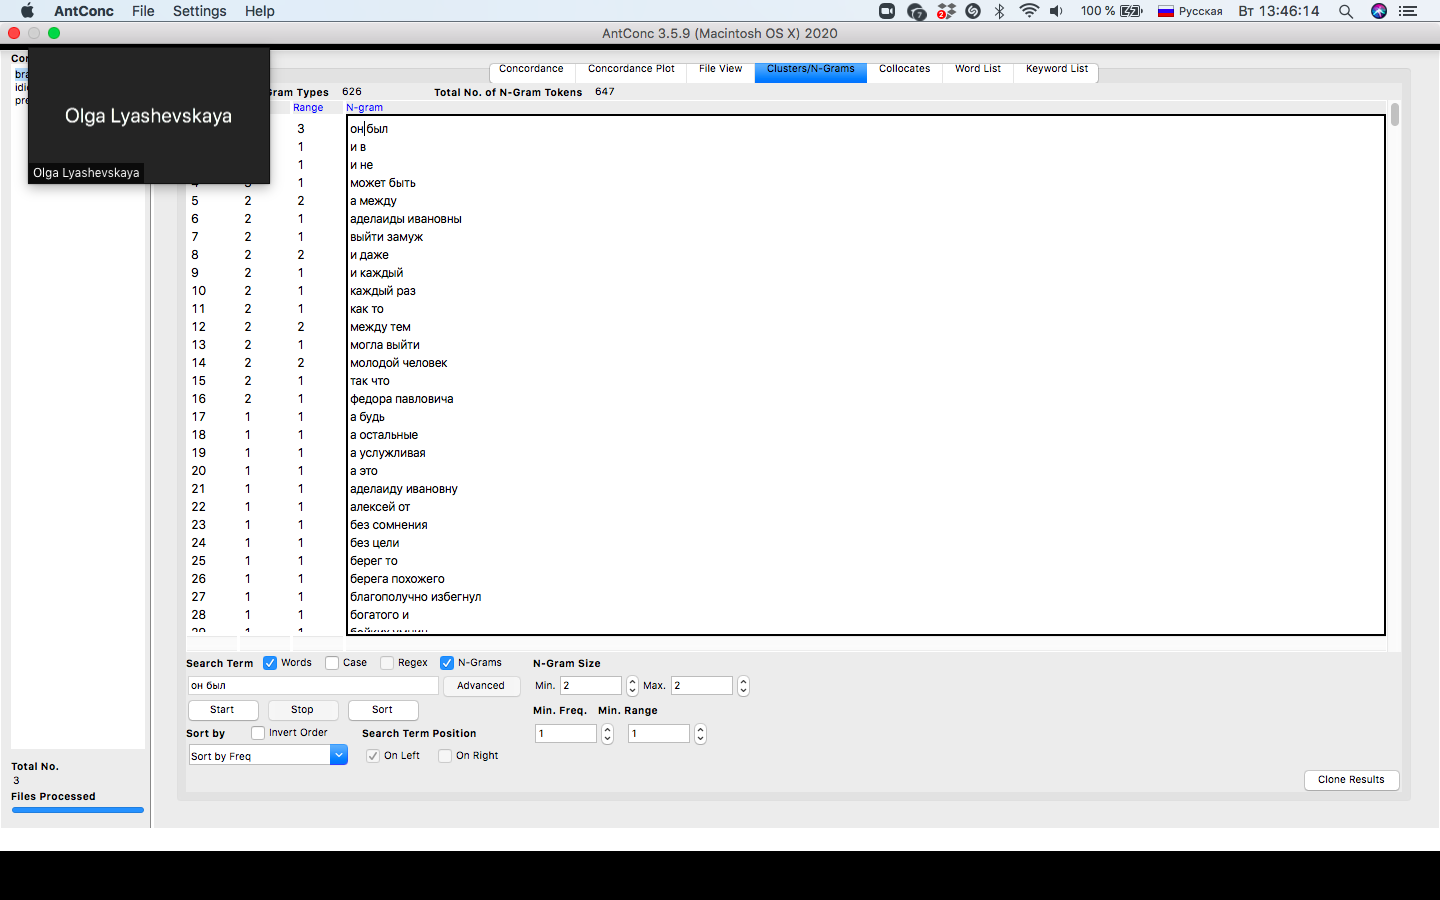 AntConc File Settings Help 7 2 100 % Русская Вт 13:46:14
AntConc 3.5.9 (Macintosh OS X) 2020
Olga Lyashevskaya
Olga Lyashevskaya
Concordance Concordance Plot File View Clusters/N-Grams Collocates Word List Keyword List
626 Total No. of N-Gram Tokens 647
Range N-gram
3 он был
1 и в
1 и не
1 может быть
5 2 2 а между
6 2 1 аделаиды ивановны
7 2 1 выйти замуж
8 2 2 и даже
9 2 1 и каждый
10 2 1 каждый раз
11 2 1 как то
12 2 2 между тем
13 2 1 могла выйти
14 2 2 молодой человек
15 2 1 так что
16 2 1 федора павловича
17 1 1 а будь
18 1 1 а остальные
19 1 1 а услужливая
20 1 1 а это
21 1 1 аделаиду ивановну
22 1 1 алексей от
23 1 1 без сомнения
24 1 1 без цели
25 1 1 берег то
26 1 1 берега похожего
27 1 1 благополучно избегнул
28 1 1 богатого и
Search Term Words Case Regex N-Grams N-Gram Size
он был Advanced Min. 2 Max. 2
Start Stop Sort Min. Freq. Min. Range
Sort by Invert Order Search Term Position 1 1
Sort by Freq On Left On Right
Total No.
3
Files Processed
Clone Results